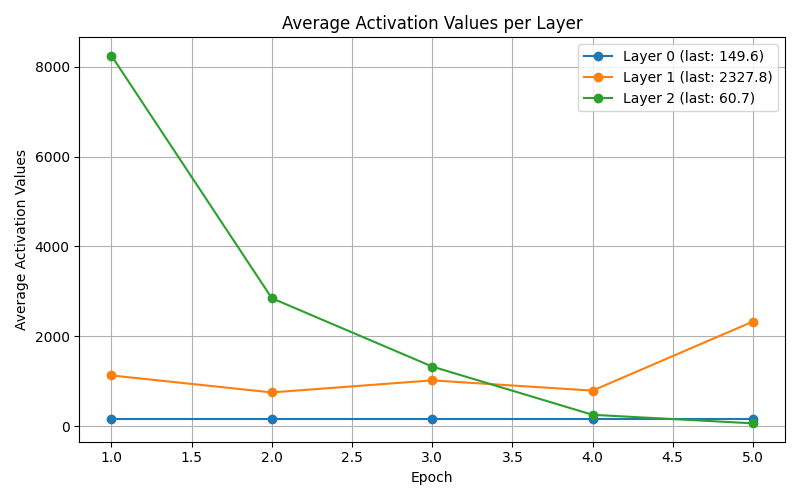 Average Activation Values per Layer
Layer 0 (last: 149.6)
Layer 1 (last: 2327.8)
Layer 2 (last: 60.7)
8000
6000
4000
2000
0
Average Activation Values
1.0 1.5 2.0 2.5 3.0 3.5 4.0 4.5 5.0
Epoch